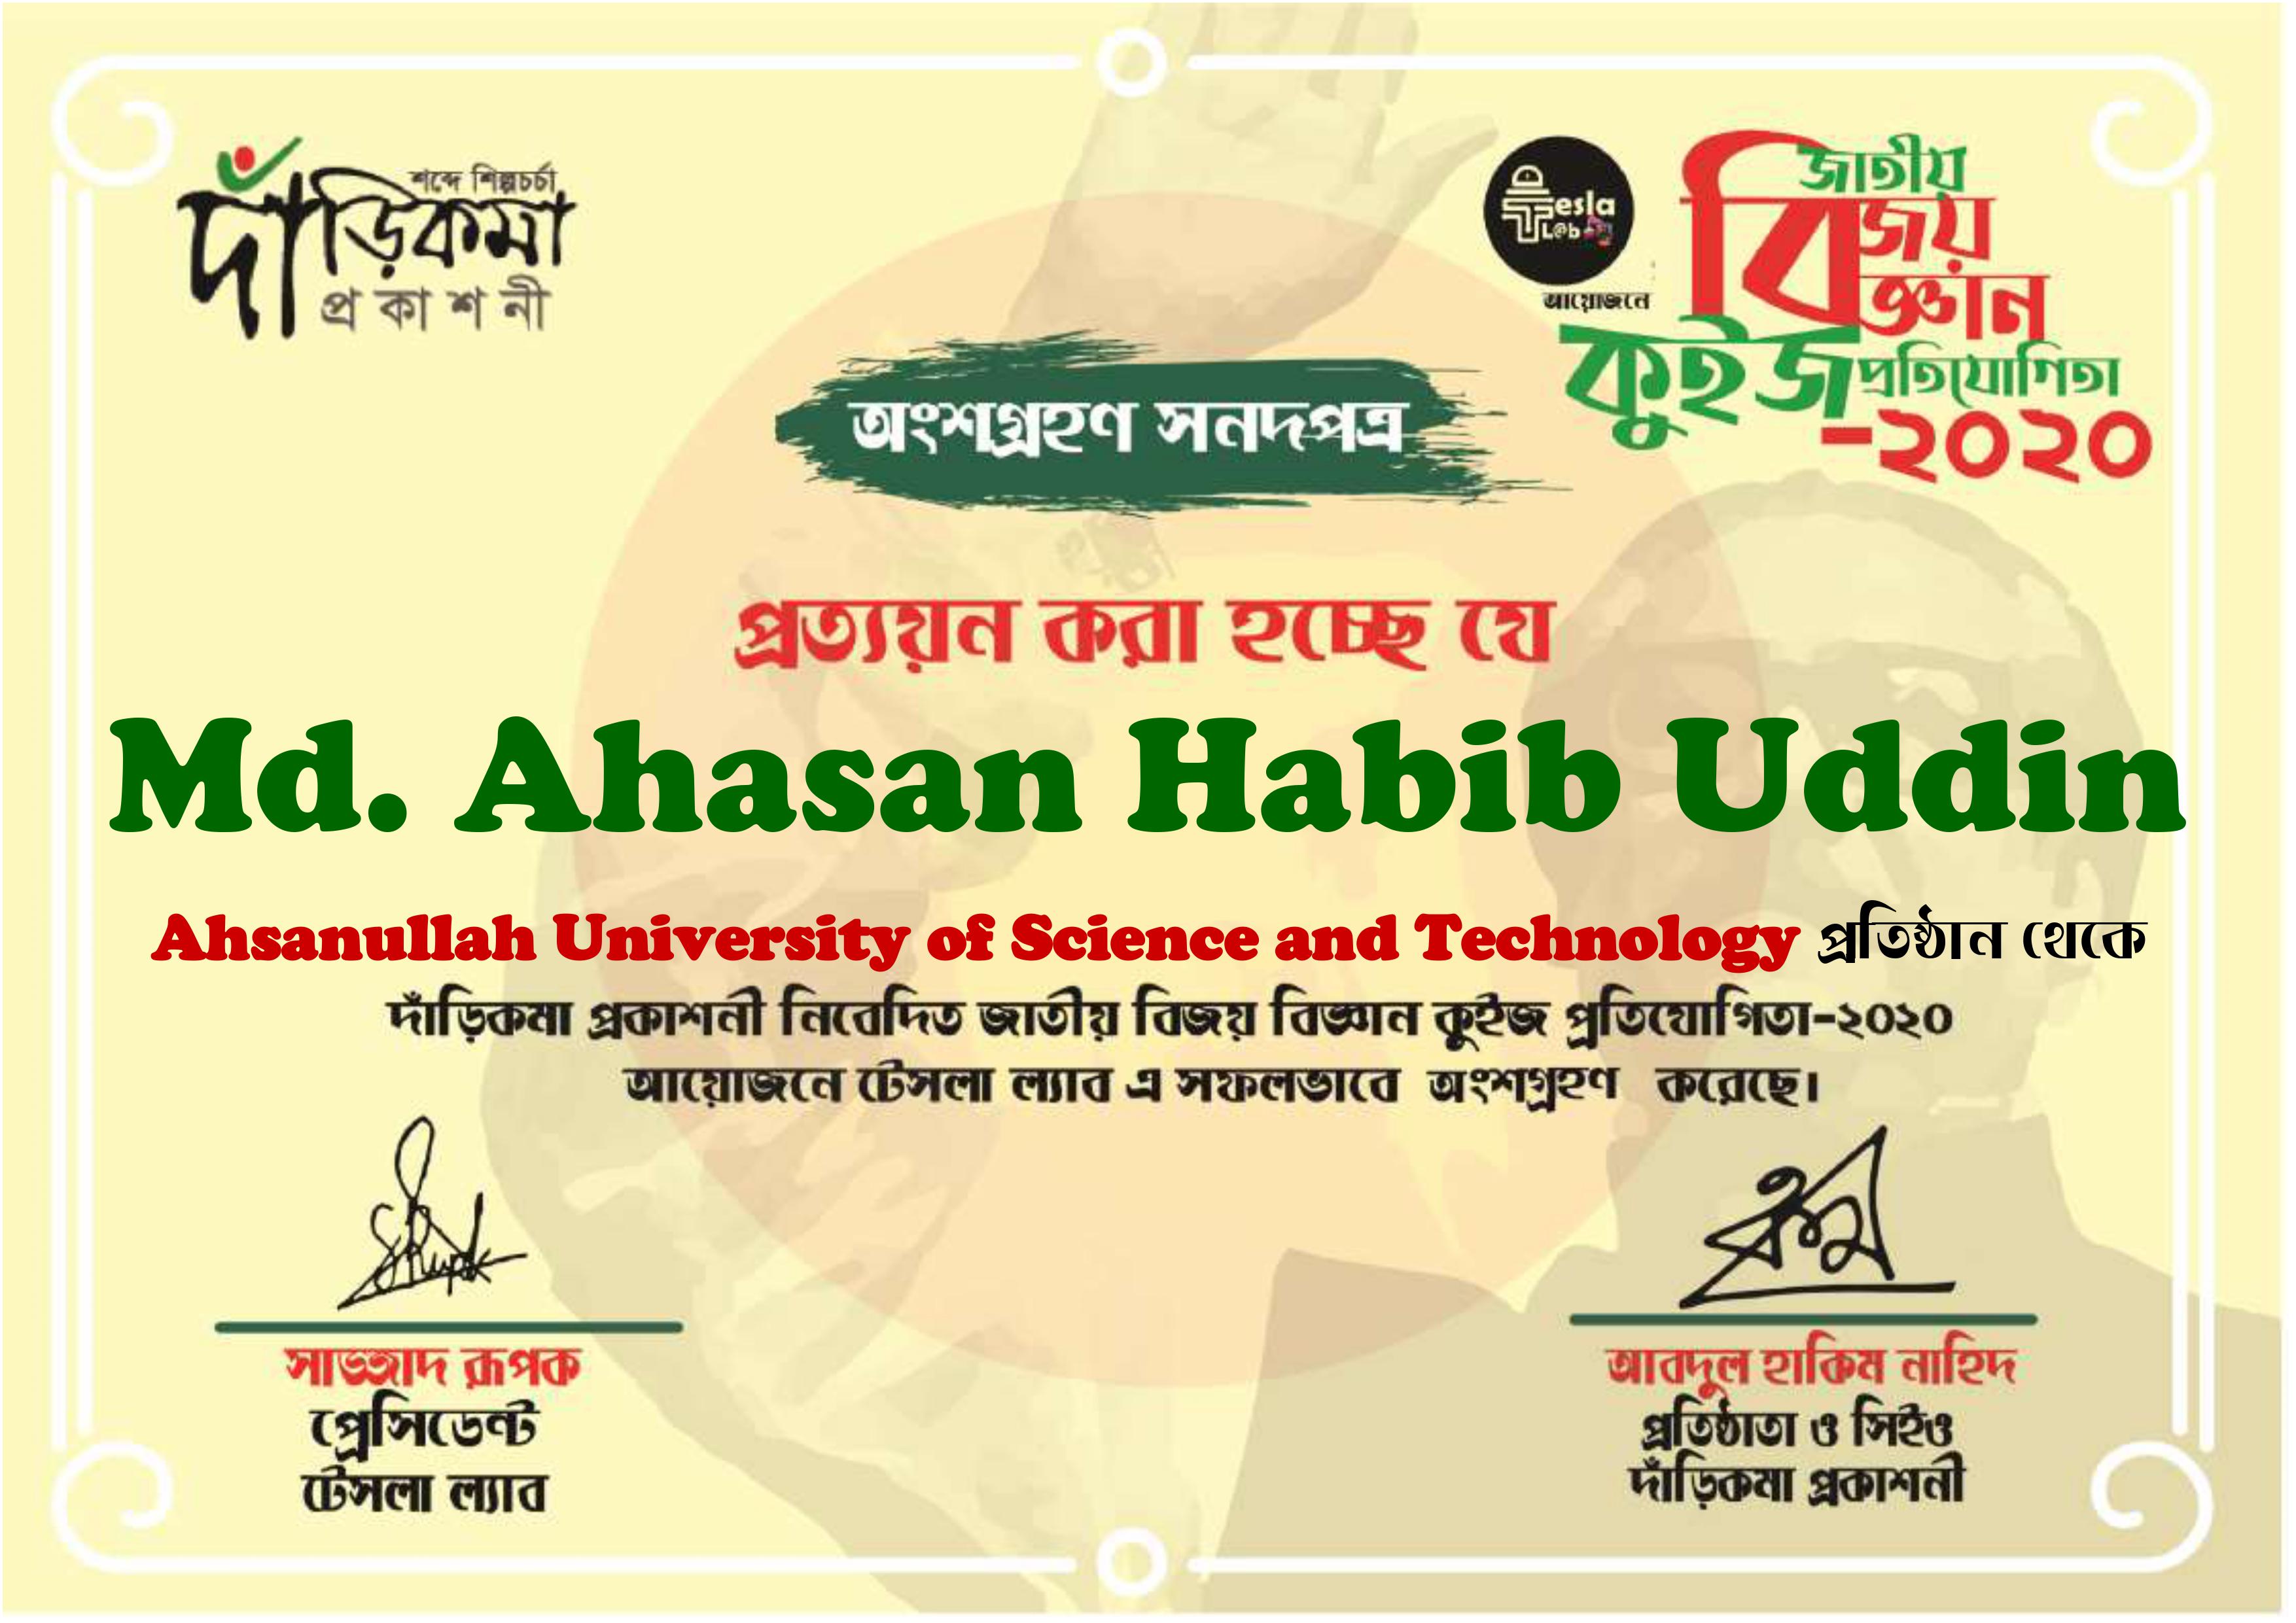 শব্দে শিল্পচর্চা
দাঁড়িকমা
প্রকাশনী
Tesla
L@b
আয়োজনে
জাতীয়
বিজয়
বিজ্ঞান
কুইজ প্রতিযোগিতা
-২০২০
অংশগ্রহণ সনদপত্র
প্রত্যয়ন করা হচ্ছে যে
Md. Ahasan Habib Uddin
Ahsanullah University of Science and Technology প্রতিষ্ঠান থেকে
দাঁড়িকমা প্রকাশনী নিবেদিত জাতীয় বিজয় বিজ্ঞান কুইজ প্রতিযোগিতা-২০২০
আয়োজনে টেসলা ল্যাব এ সফলভাবে অংশগ্রহণ করেছে।
সাজ্জাদ রূপক
প্রেসিডেন্ট
টেসলা ল্যাব
আবদুল হাকিম নাহিদ
প্রতিষ্ঠাতা ও সিইও
দাঁড়িকমা প্রকাশনী